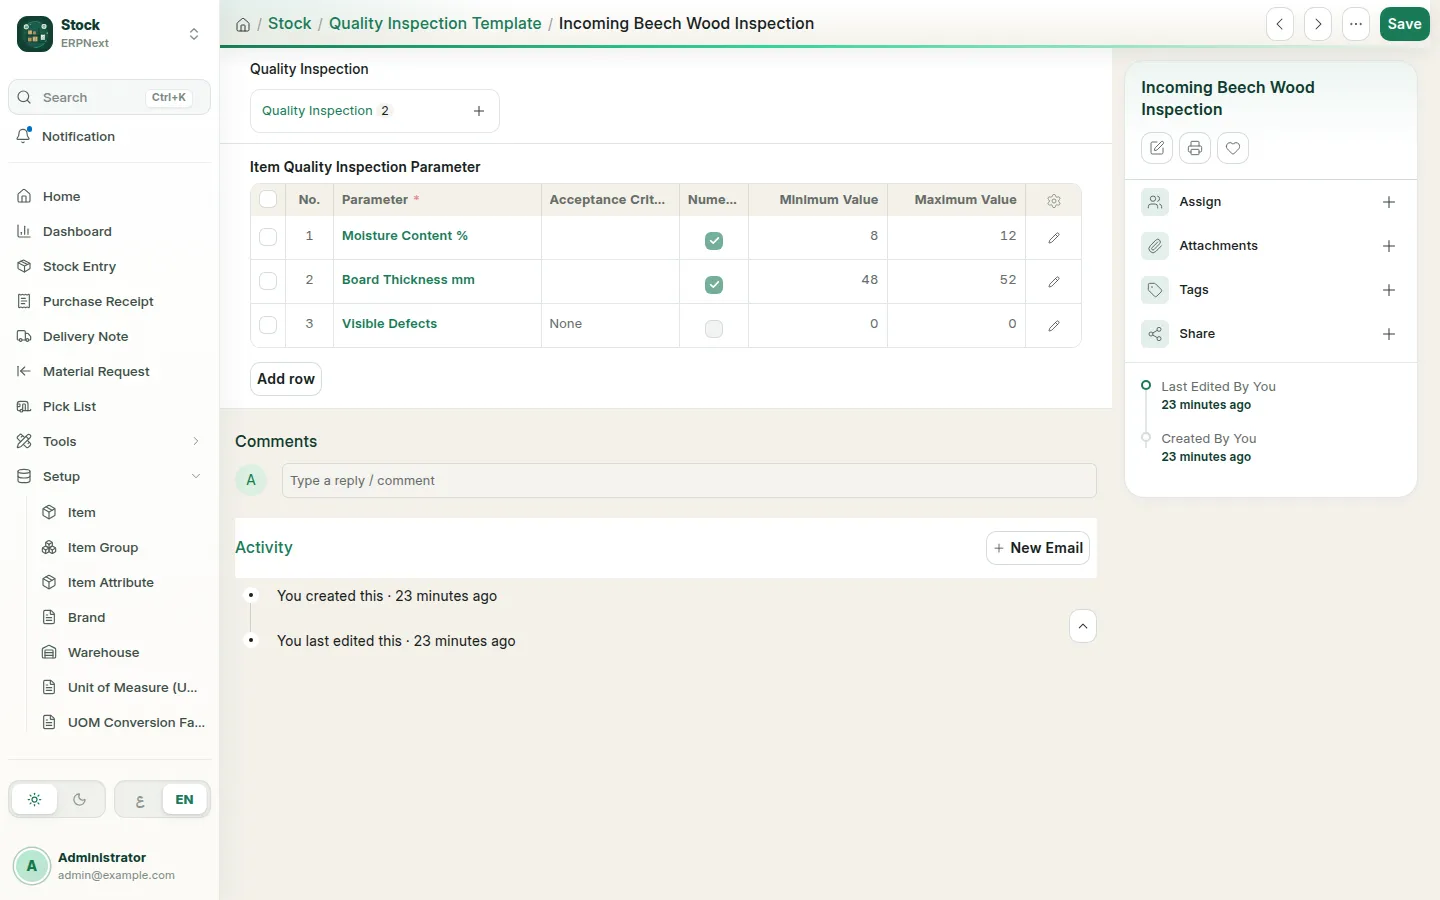 Stock
ERPNext
Search
Ctrl+K
Notification
Home
Dashboard
Stock Entry
Purchase Receipt
Delivery Note
Material Request
Pick List
Tools
Setup
Item
Item Group
Item Attribute
Brand
Warehouse
Unit of Measure (U...
UOM Conversion Fa...
ع
EN
A
Administrator
admin@example.com
/ Stock / Quality Inspection Template / Incoming Beech Wood Inspection
Save
Quality Inspection
Quality Inspection 2
Item Quality Inspection Parameter
No. Parameter * Acceptance Crit... Nume... Minimum Value Maximum Value
1 Moisture Content % 8 12
2 Board Thickness mm 48 52
3 Visible Defects None 0 0
Add row
Comments
A
Type a reply / comment
Activity
New Email
You created this · 23 minutes ago
You last edited this · 23 minutes ago
Incoming Beech Wood
Inspection
Assign
Attachments
Tags
Share
Last Edited By You
23 minutes ago
Created By You
23 minutes ago